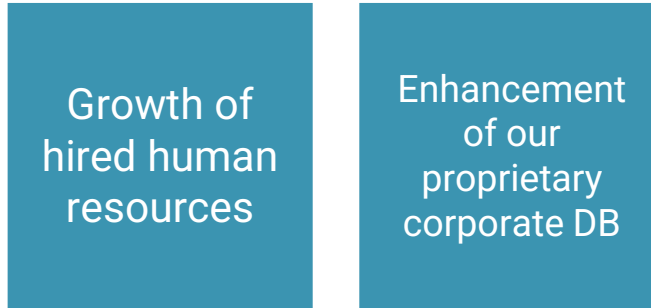 Growth of
hired human
resources
Enhancement
of our
proprietary
corporate DB